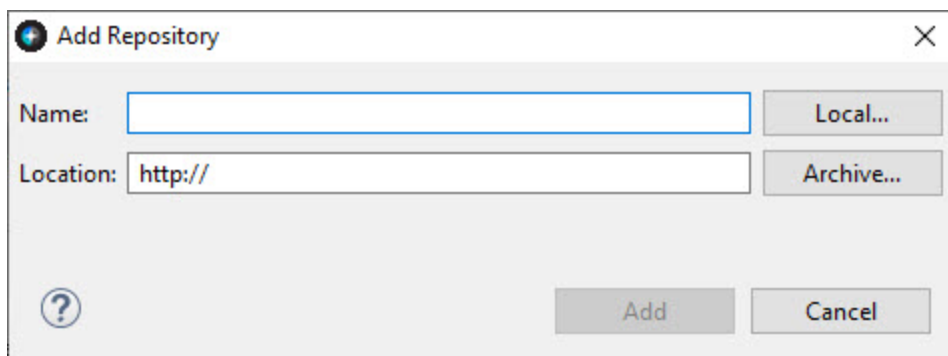 Add Repository
Name: Local...
Location: http:// Archive...
? Add Cancel